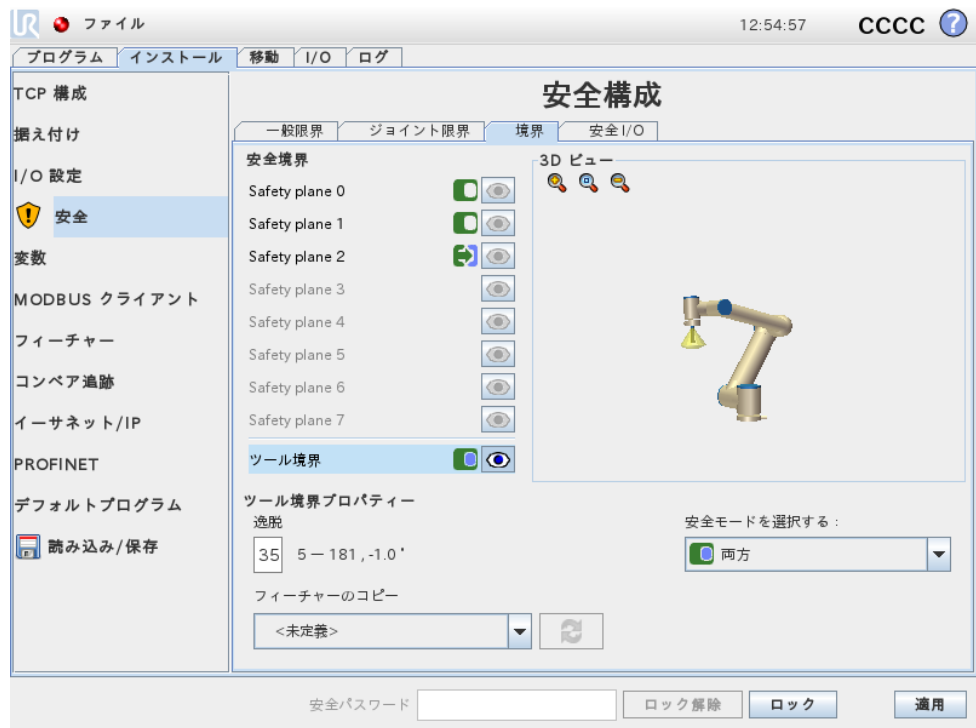 UR ファイル 12:54:57 CCCC ?
プログラム インストール 移動 I/O ログ
TCP 構成
据え付け
I/O 設定
安全
変数
MODBUS クライアント
フィーチャー
コンベア追跡
イーサネット/IP
PROFINET
デフォルトプログラム
読み込み/保存
安全構成
一般限界 ジョイント限界 境界 安全 I/O
安全境界
Safety plane 0
Safety plane 1
Safety plane 2
Safety plane 3
Safety plane 4
Safety plane 5
Safety plane 6
Safety plane 7
ツール境界
3D ビュー
ツール境界プロパティー
逸脱
35 5 — 181 ,-1.0 °
フィーチャーのコピー
<未定義>
安全モードを選択する :
両方
安全パスワード ロック解除 ロック 適用